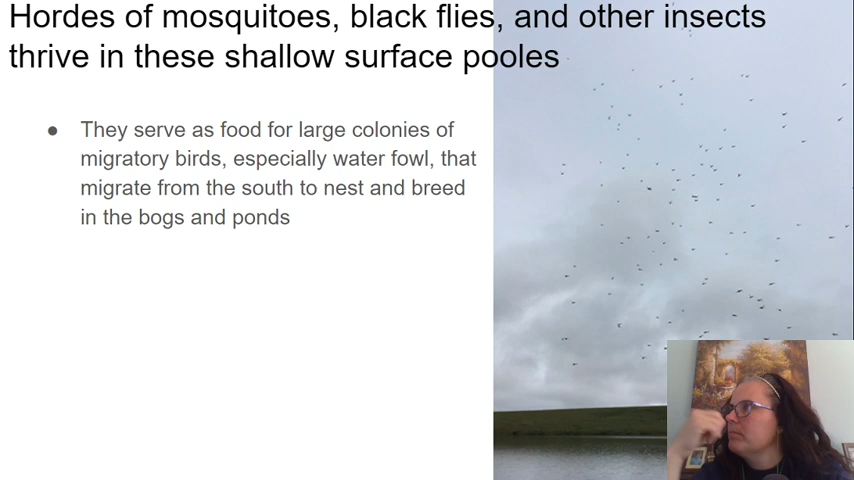 Hordes of mosquitoes, black flies, and other insects
thrive in these shallow surface pooles
● They serve as food for large colonies of
migratory birds, especially water fowl, that
migrate from the south to nest and breed
in the bogs and ponds